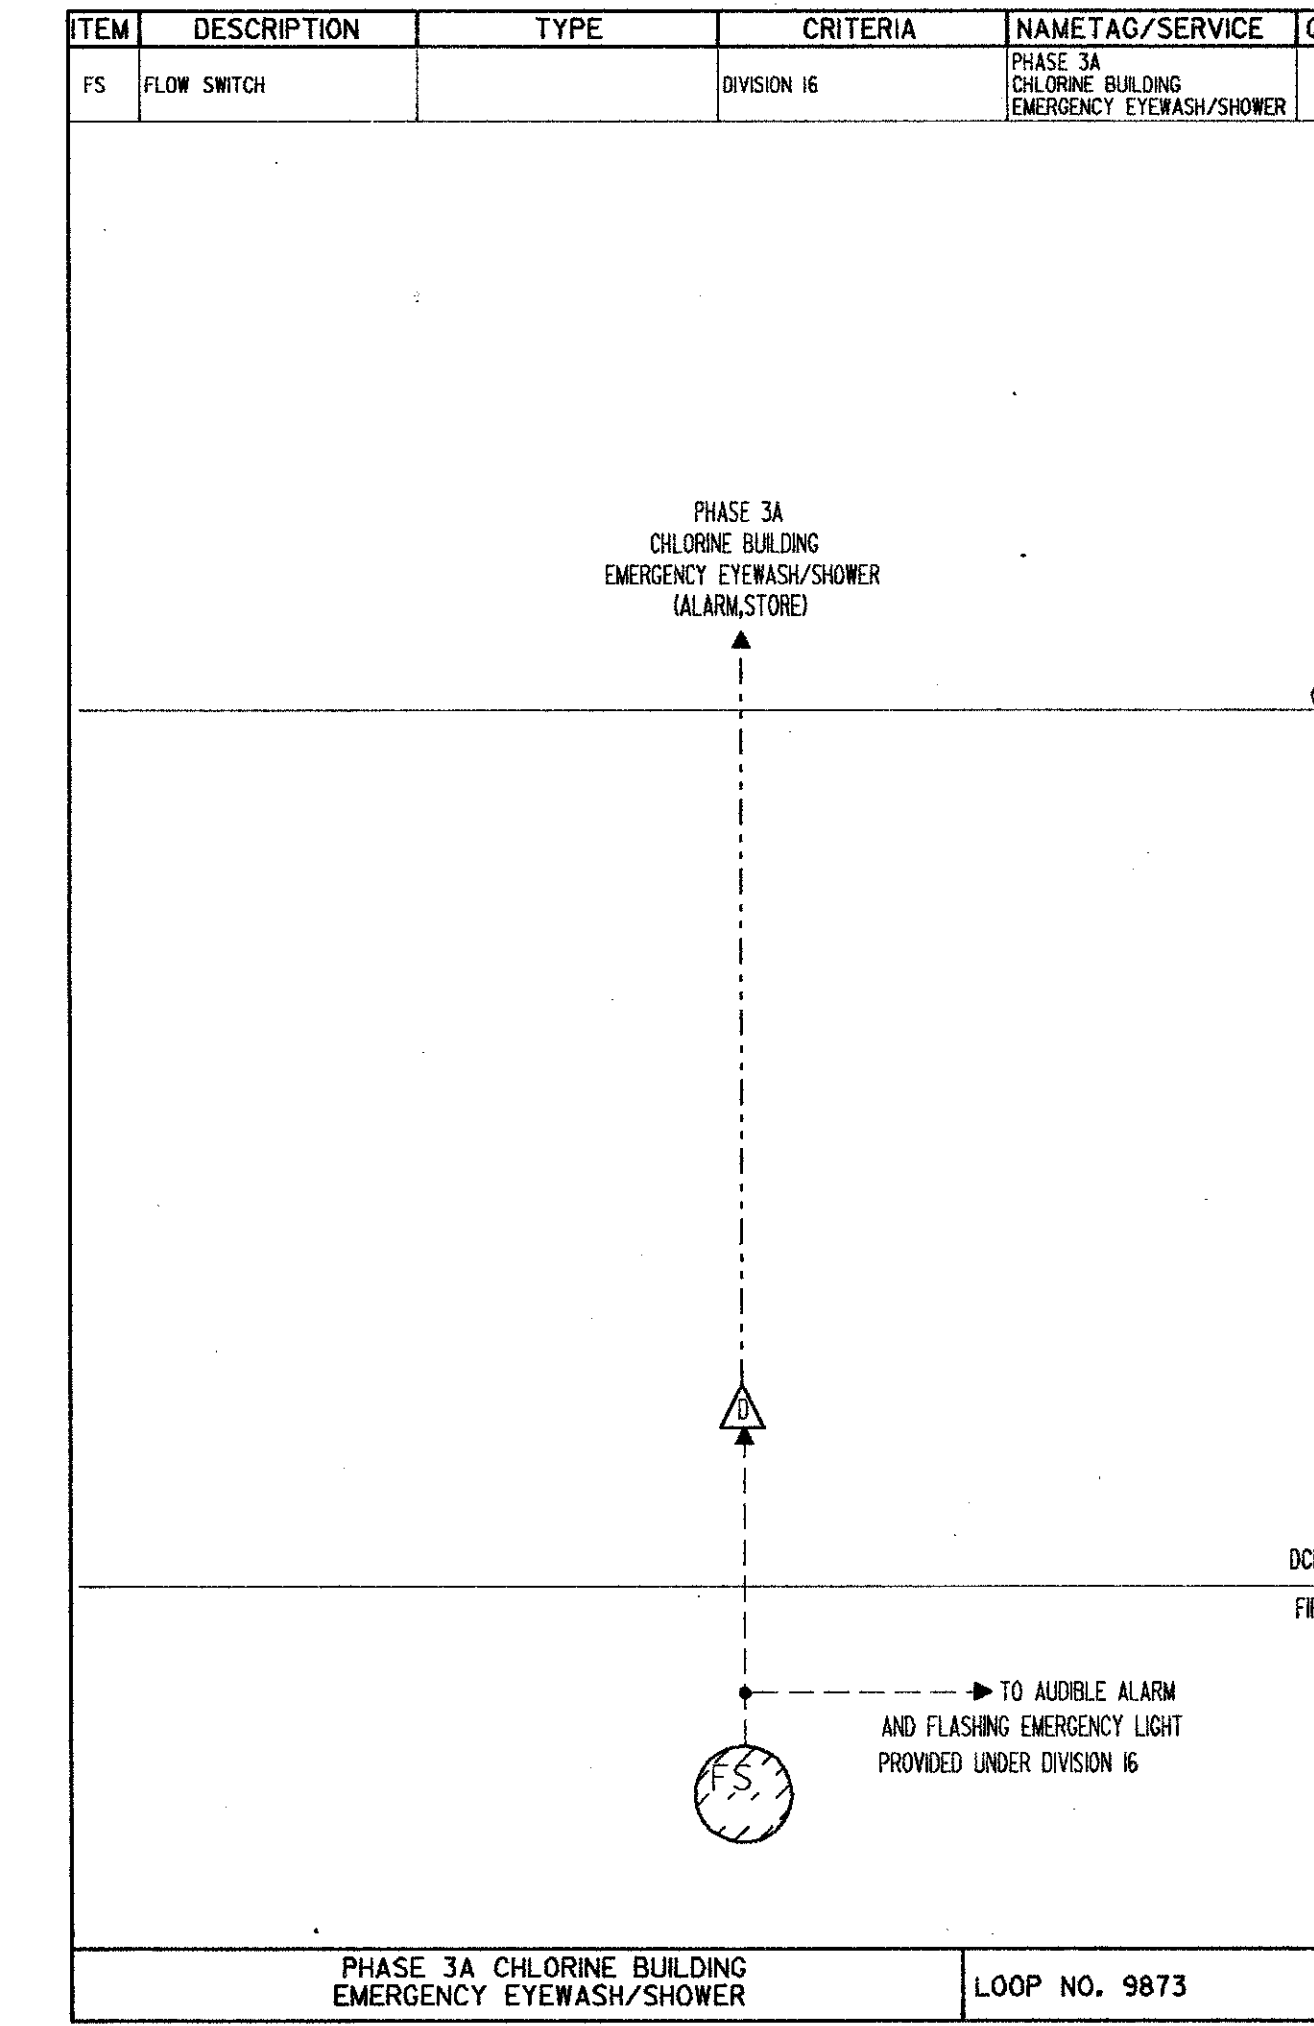 ITEM DESCRIPTION TYPE CRITERIA NAMETAG/SERVICE
FS FLOW SWITCH DIVISION 16 PHASE 3A
CHLORINE BUILDING
EMERGENCY EYEWASH/SHOWER
PHASE 3A
CHLORINE BUILDING
EMERGENCY EYEWASH/SHOWER
(ALARM,STORE)
D
TO AUDIBLE ALARM
AND FLASHING EMERGENCY LIGHT
PROVIDED UNDER DIVISION 16
FS
PHASE 3A CHLORINE BUILDING
EMERGENCY EYEWASH/SHOWER
LOOP NO. 9873